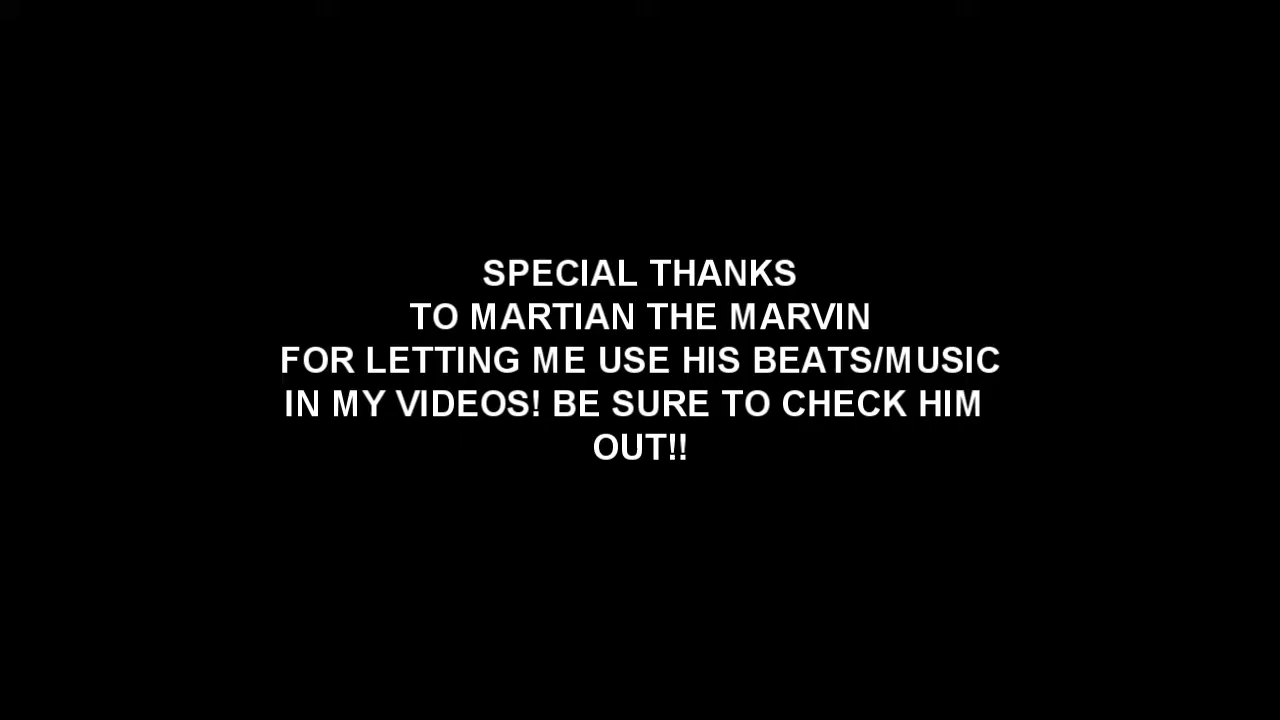 SPECIAL THANKS
TO MARTIAN THE MARVIN
FOR LETTING ME USE HIS BEATS/MUSIC
IN MY VIDEOS! BE SURE TO CHECK HIM
OUT!!